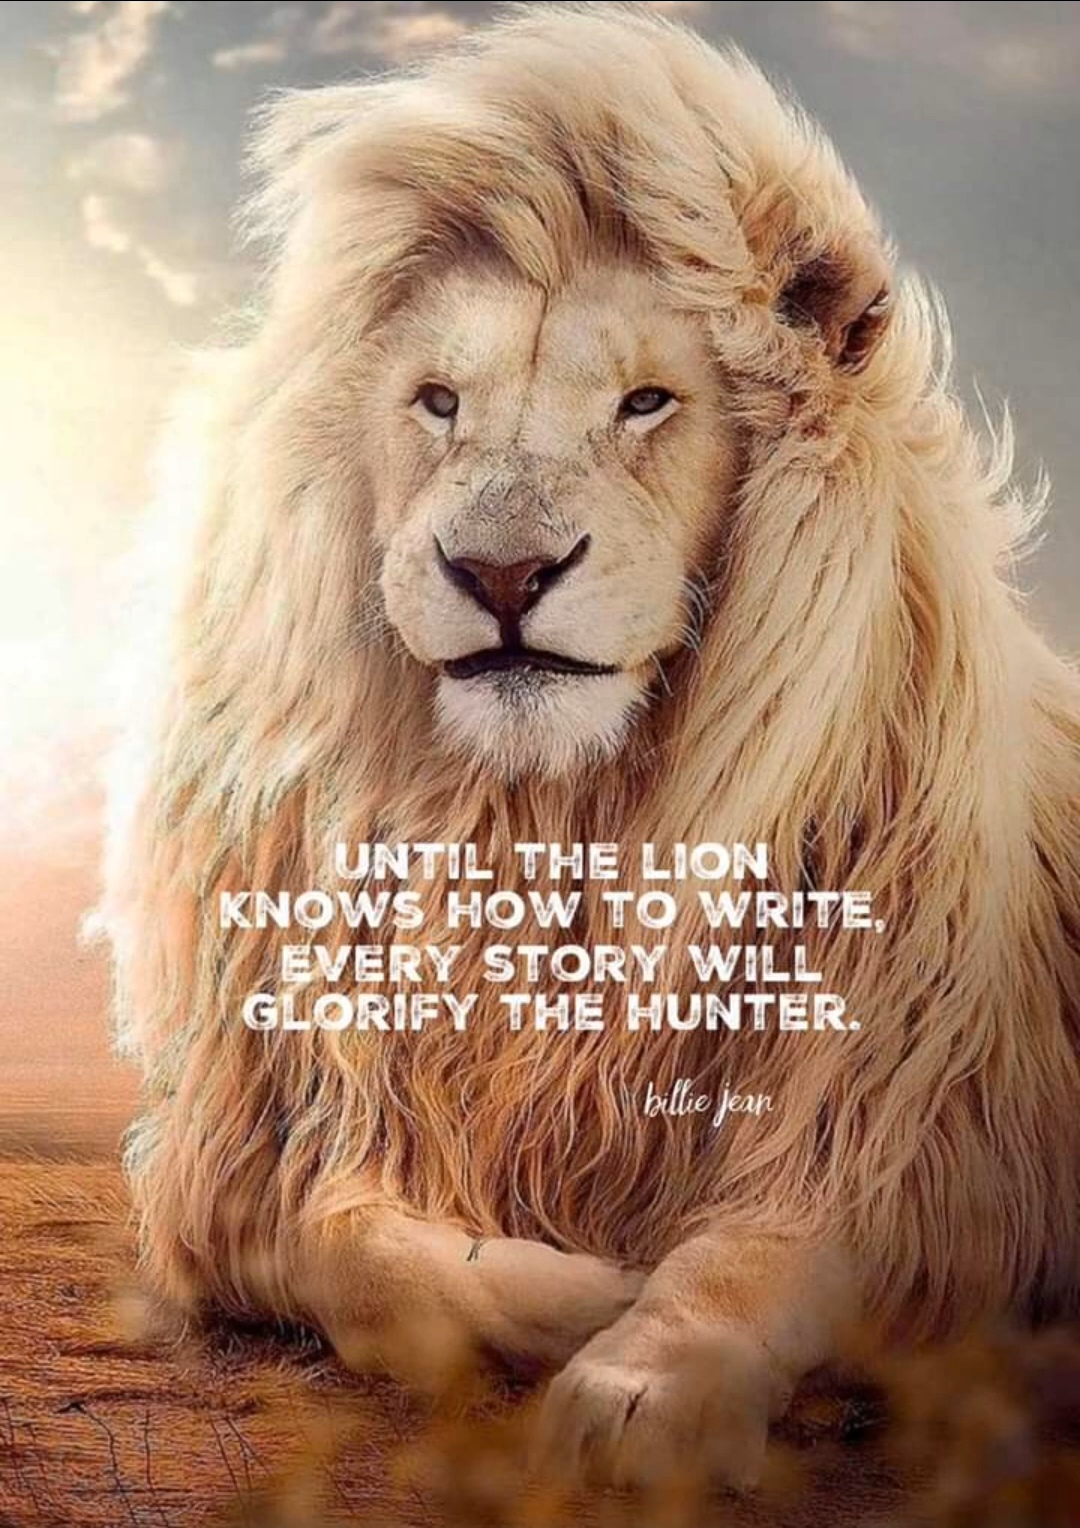 UNTIL THE LION
KNOWS HOW TO WRITE,
EVERY STORY WILL
GLORIFY THE HUNTER.
billie jean